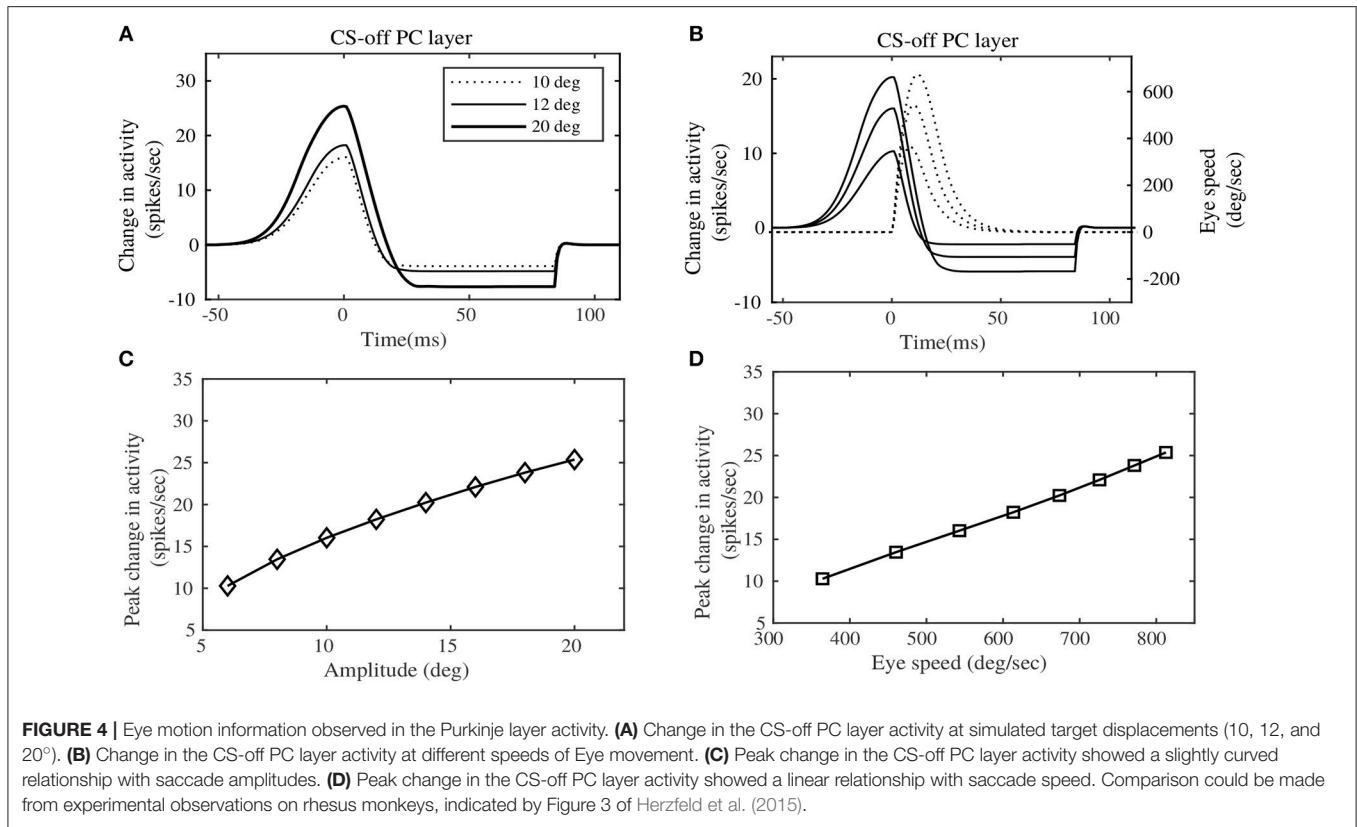 A
CS-off PC layer
10 deg
12 deg
20 deg
30
20
10
0
-10
Change in activity
(spikes/sec)
-50
0
50
100
Time(ms)
B
CS-off PC layer
20
10
0
-10
Change in activity
(spikes/sec)
600
400
200
0
-200
Eye speed
(deg/sec)
-50
0
50
100
Time(ms)
C
35
30
25
20
15
10
5
Peak change in activity
(spikes/sec)
5
10
15
20
Amplitude (deg)
D
35
30
25
20
15
10
5
Peak change in activity
(spikes/sec)
300
400
500
600
700
800
Eye speed (deg/sec)
FIGURE 4 | Eye motion information observed in the Purkinje layer activity. (A) Change in the CS-off PC layer activity at simulated target displacements (10, 12, and
20°). (B) Change in the CS-off PC layer activity at different speeds of Eye movement. (C) Peak change in the CS-off PC layer activity showed a slightly curved
relationship with saccade amplitudes. (D) Peak change in the CS-off PC layer activity showed a linear relationship with saccade speed. Comparison could be made
from experimental observations on rhesus monkeys, indicated by Figure 3 of Herzfeld et al. (2015).